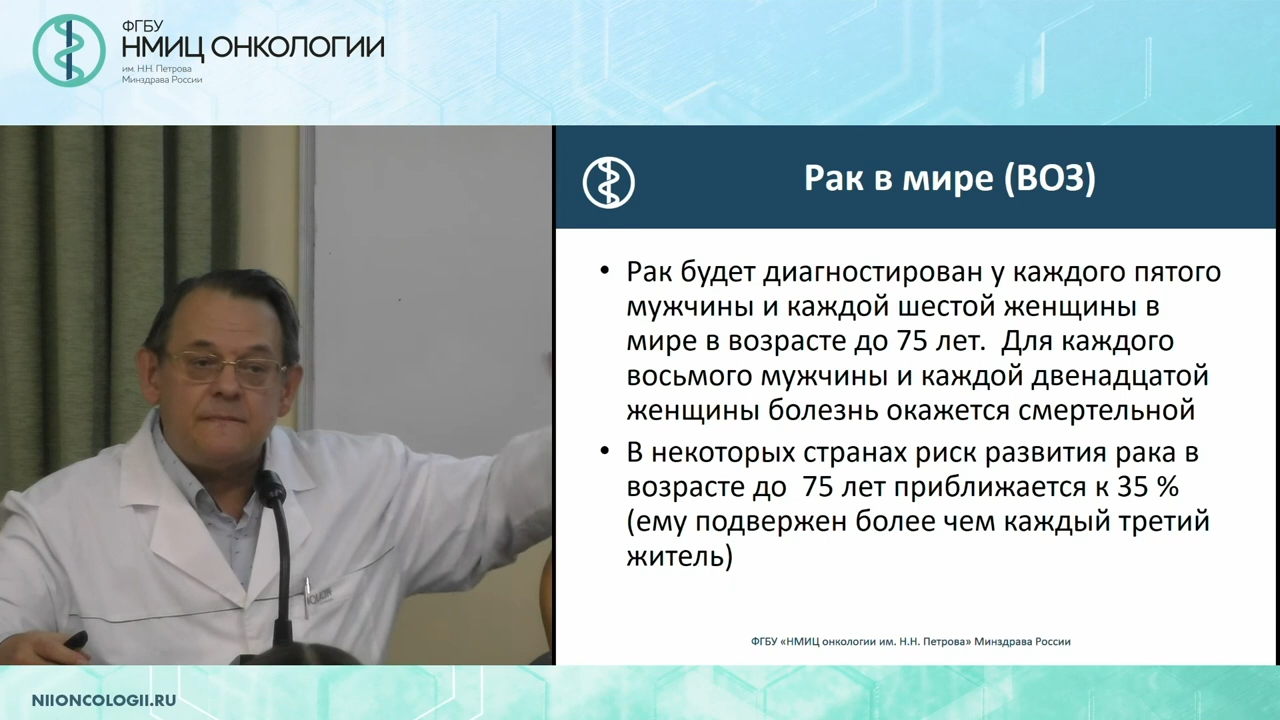 ФГБУ
НМИЦ ОНКОЛОГИИ
им. Н.Н. Петрова
Минздрава России
Рак в мире (ВОЗ)
• Рак будет диагностирован у каждого пятого
мужчины и каждой шестой женщины в
мире в возрасте до 75 лет. Для каждого
восьмого мужчины и каждой двенадцатой
женщины болезнь окажется смертельной
• В некоторых странах риск развития рака в
возрасте до 75 лет приближается к 35 %
(ему подвержен более чем каждый третий
житель)
ФГБУ «НМИЦ онкологии им. Н.Н. Петрова» Минздрава России
NIIONCOLOGII.RU